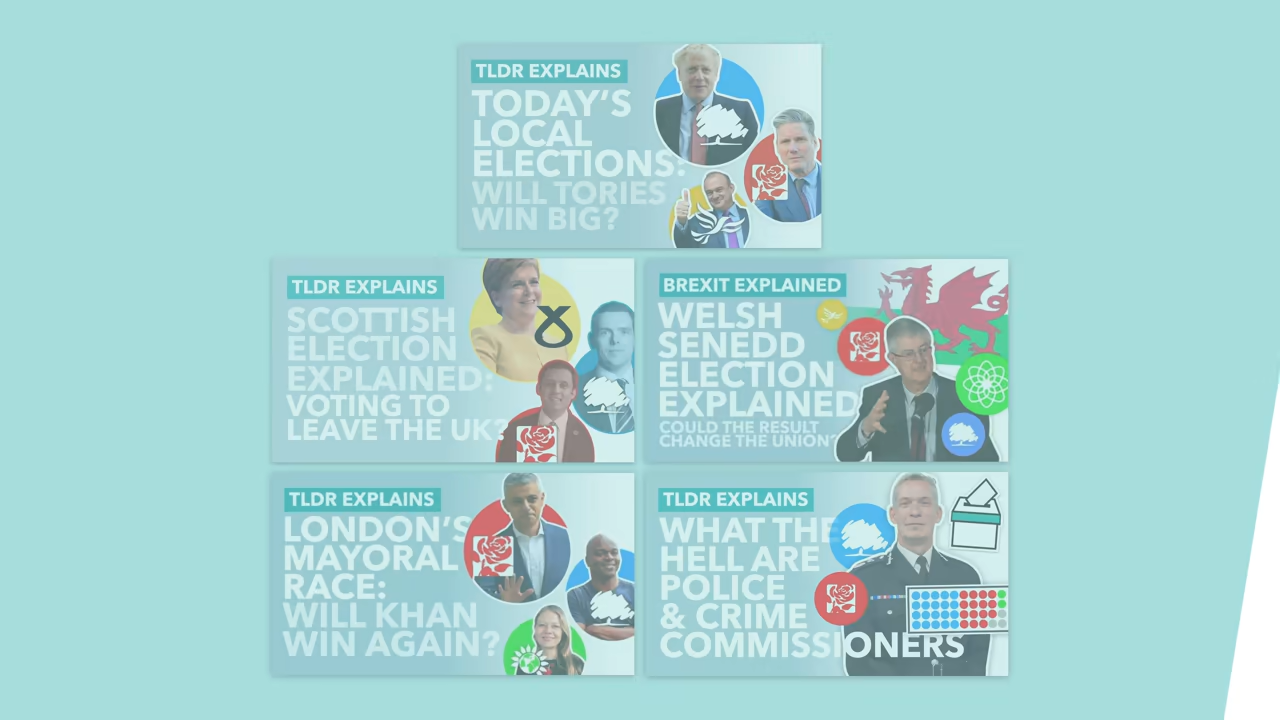 TLDR EXPLAINS
TODAY'S
LOCAL
ELECTIONS:
WILL TORIES
WIN BIG?
TLDR EXPLAINS
SCOTTISH
ELECTION
EXPLAINED:
VOTING TO
LEAVE THE UK?
BREXIT EXPLAINED
WELSH
SENEDD
ELECTION
EXPLAINED
COULD THE RESULT
CHANGE THE UNION?
TLDR EXPLAINS
LONDON'S
MAYORAL
RACE:
WILL KHAN
WIN AGAIN?
TLDR EXPLAINS
WHAT THE
HELL ARE
POLICE
& CRIME
COMMISSIONERS